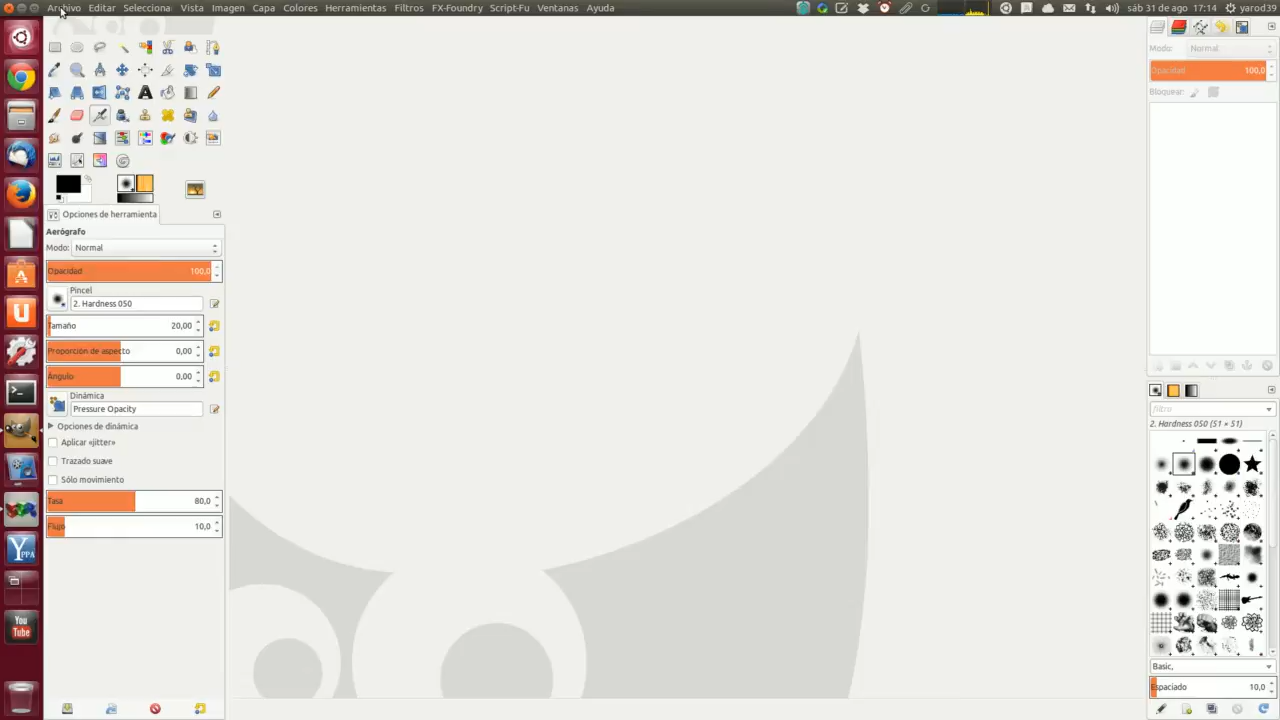 Archivo Editar Selecciona Vista Imagen Capa Colores Herramientas Filtros FX-Foundry Script-Fu Ventanas Ayuda
sáb 31 de ago 17:14 yarod39
Opciones de herramienta
Aerógrafo
Modo: Normal
Opacidad 100,0
Pincel
2. Hardness 050
Tamaño 20,00
Proporción de aspecto 0,00
Ángulo 0,00
Dinámica
Pressure Opacity
Opciones de dinámica
Aplicar «jitter»
Trazado suave
Sólo movimiento
Tasa 80,0
Flujo 10,0
Y
PPA
You
Tube
Modo: Normal
Opacidad 100,0
Bloquear:
filtro
2. Hardness 050 (51 × 51)
Basic,
Espaciado 10,0